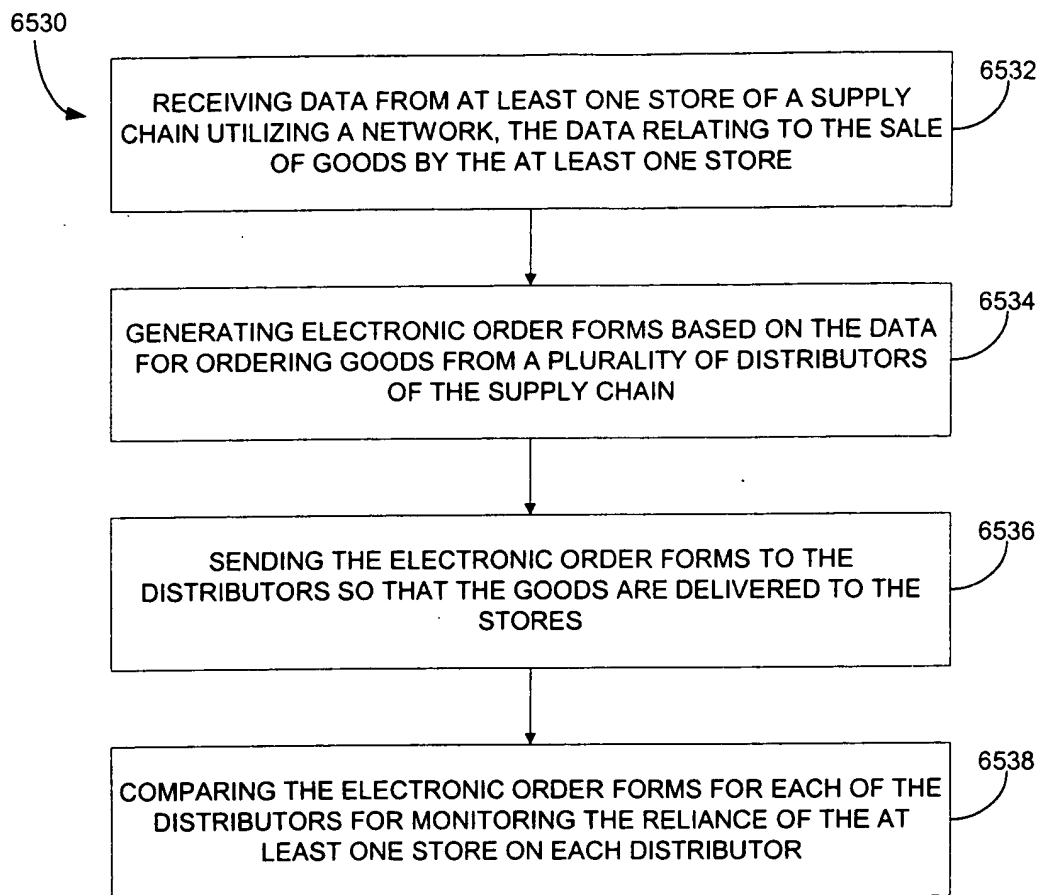 6530
6532
RECEIVING DATA FROM AT LEAST ONE STORE OF A SUPPLY
CHAIN UTILIZING A NETWORK, THE DATA RELATING TO THE SALE
OF GOODS BY THE AT LEAST ONE STORE
6534
GENERATING ELECTRONIC ORDER FORMS BASED ON THE DATA
FOR ORDERING GOODS FROM A PLURALITY OF DISTRIBUTORS
OF THE SUPPLY CHAIN
6536
SENDING THE ELECTRONIC ORDER FORMS TO THE
DISTRIBUTORS SO THAT THE GOODS ARE DELIVERED TO THE
STORES
6538
COMPARING THE ELECTRONIC ORDER FORMS FOR EACH OF THE
DISTRIBUTORS FOR MONITORING THE RELIANCE OF THE AT
LEAST ONE STORE ON EACH DISTRIBUTOR